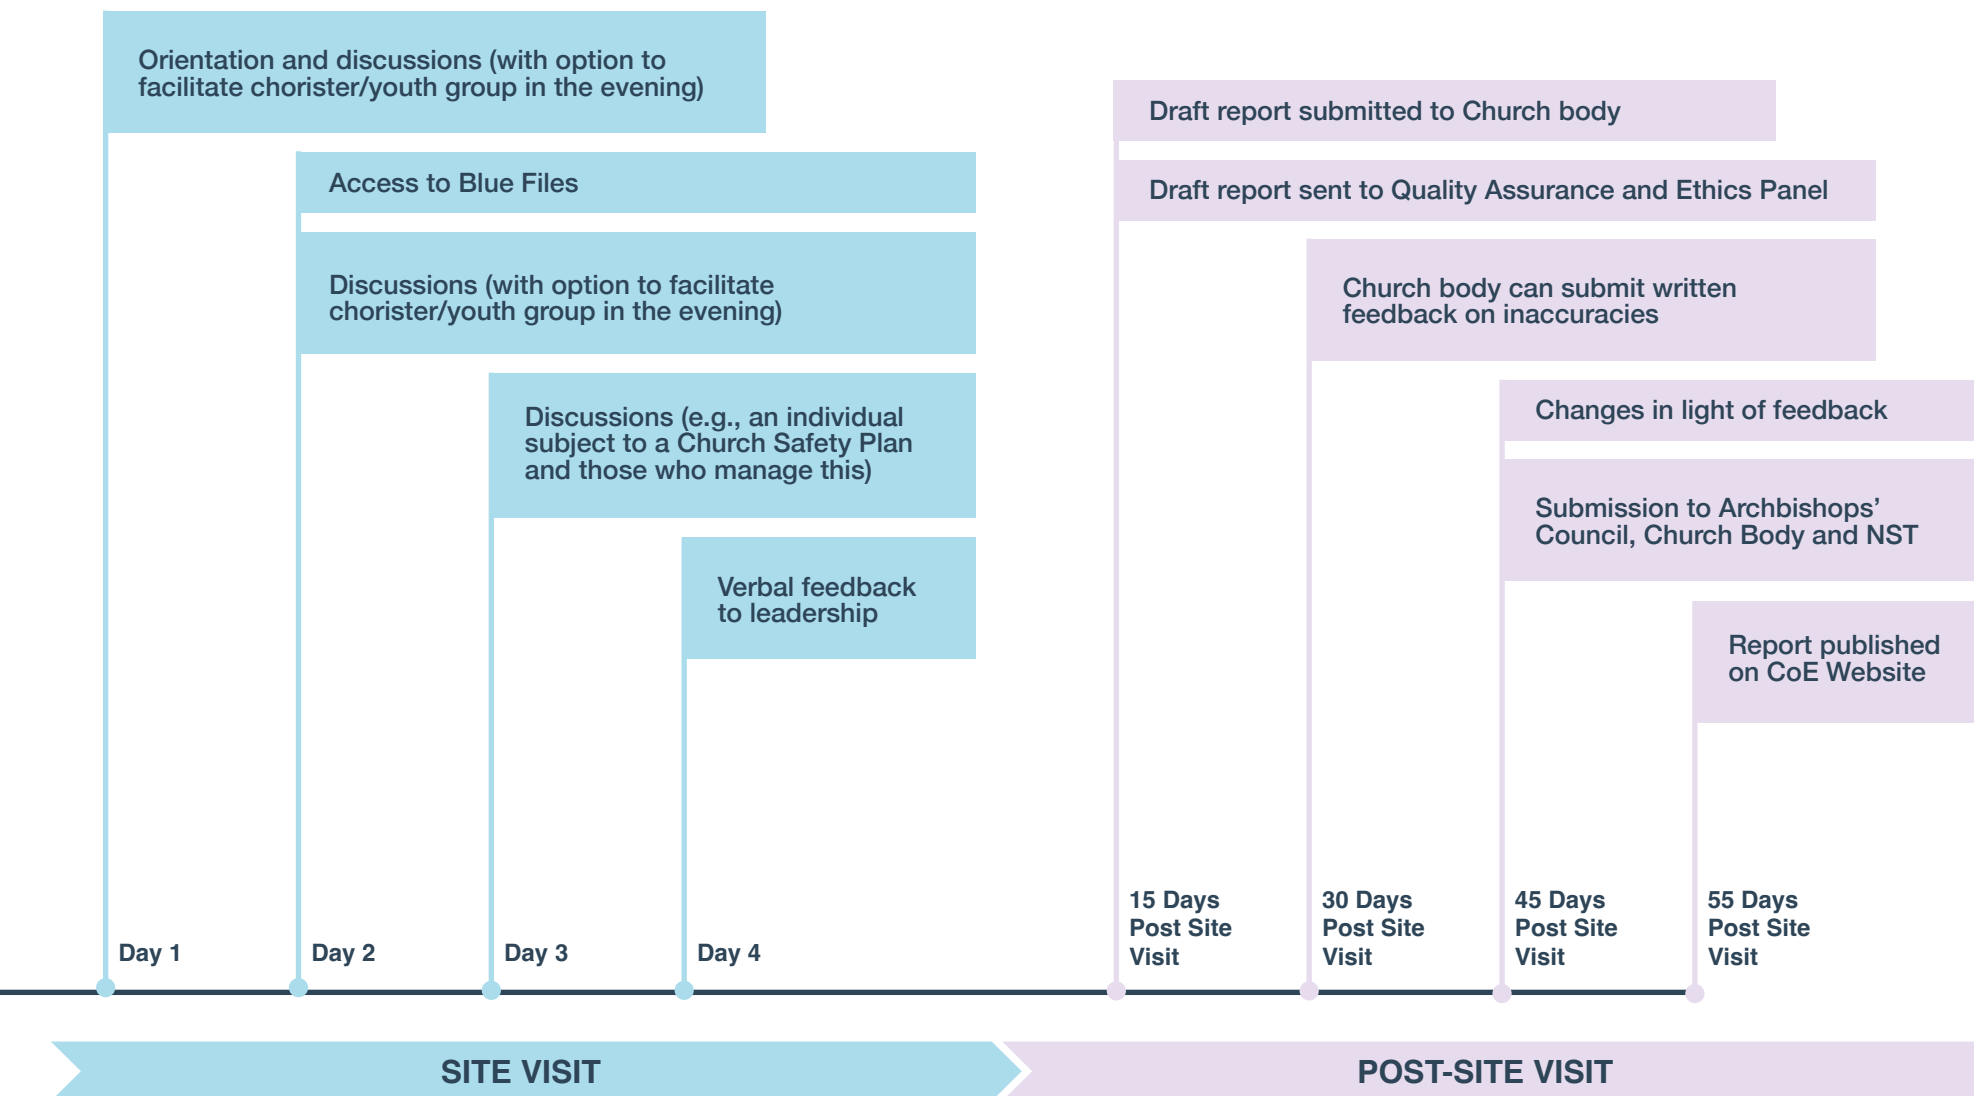 Orientation and discussions (with option to
facilitate chorister/youth group in the evening)
Access to Blue Files
Discussions (with option to facilitate
chorister/youth group in the evening)
Discussions (e.g., an individual
subject to a Church Safety Plan
and those who manage this)
Verbal feedback
to leadership
Draft report submitted to Church body
Draft report sent to Quality Assurance and Ethics Panel
Church body can submit written
feedback on inaccuracies
Changes in light of feedback
Submission to Archbishops’
Council, Church Body and NST
Report published
on CoE Website
Day 1
Day 2
Day 3
Day 4
15 Days
Post Site
Visit
30 Days
Post Site
Visit
45 Days
Post Site
Visit
55 Days
Post Site
Visit
SITE VISIT
POST-SITE VISIT